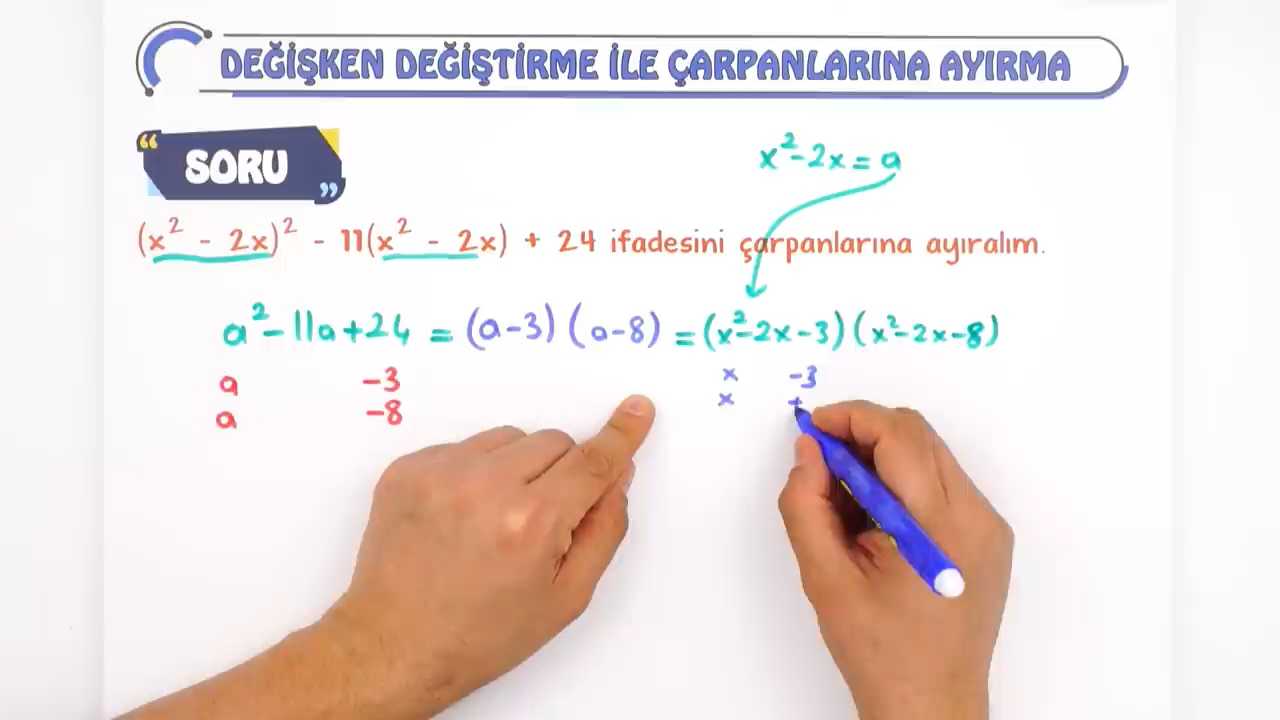 DEĞİŞKEN DEĞİŞTİRME İLE ÇARPANLARINA AYIRMA
“ SORU ”
x²-2x=a
(x² - 2x)² - 11(x² - 2x) + 24 ifadesini çarpanlarına ayıralım.
a²-11a+24 = (a-3) (a-8) = (x²-2x-3) (x²-2x-8)
a -3 x -3
a -8 x +